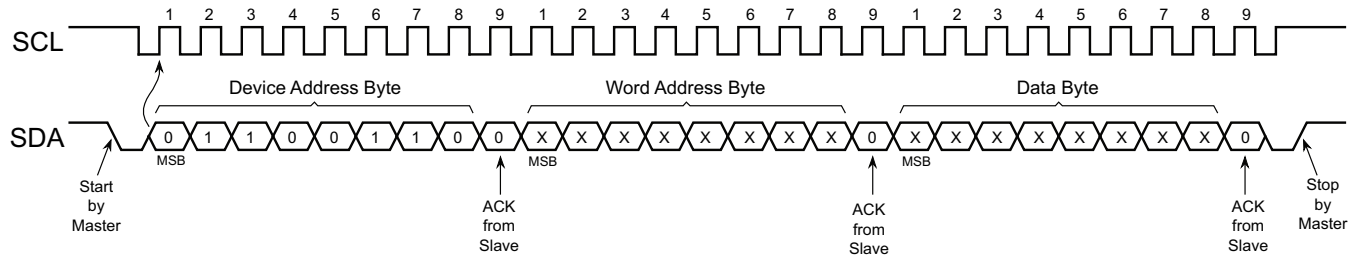 1 2 3 4 5 6 7 8 9 1 2 3 4 5 6 7 8 9 1 2 3 4 5 6 7 8 9
SCL
Device Address Byte Word Address Byte Data Byte
SDA 0 1 1 0 0 1 1 0 0 X X X X X X X X 0 X X X X X X X X 0
MSB MSB MSB
Start
by
Master
ACK
from
Slave
ACK
from
Slave
ACK
from
Slave
Stop
by
Master